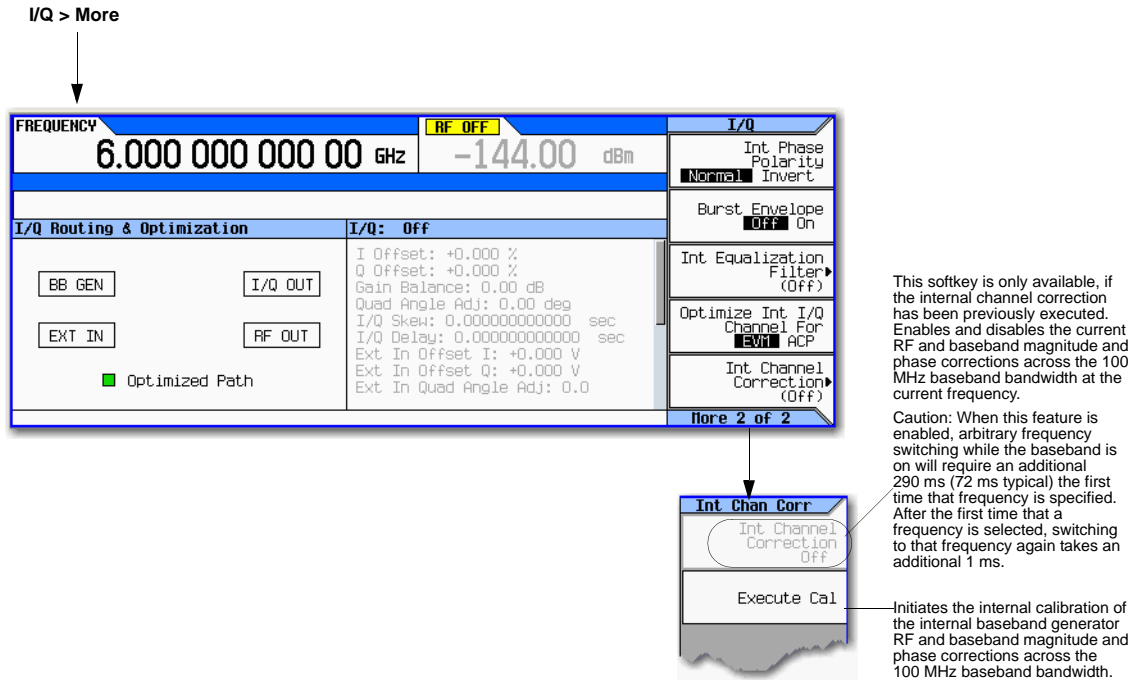 I/Q > More
FREQUENCY
6.000 000 000 00 GHz
RF OFF
-144.00 dBm
I/Q Routing & Optimization
BB GEN
I/Q OUT
EXT IN
RF OUT
Optimized Path
I/Q: Off
I Offset: +0.000 %
Q Offset: +0.000 %
Gain Balance: 0.00 dB
Quad Angle Adj: 0.00 deg
I/Q Skew: 0.000000000000 sec
I/Q Delay: 0.000000000000 sec
Ext In Offset I: +0.000 V
Ext In Offset Q: +0.000 V
Ext In Quad Angle Adj: 0.0
I/Q
Int Phase
Polarity
Normal Invert
Burst Envelope
Off On
Int Equalization
Filter
(Off)
Optimize Int I/Q
Channel For
EVM ACP
Int Channel
Correction
(Off)
More 2 of 2
Int Chan Corr
Int Channel
Correction
Off
Execute Cal
This softkey is only available, if
the internal channel correction
has been previously executed.
Enables and disables the current
RF and baseband magnitude and
phase corrections across the 100
MHz baseband bandwidth at the
current frequency.
Caution: When this feature is
enabled, arbitrary frequency
switching while the baseband is
on will require an additional
290 ms (72 ms typical) the first
time that frequency is specified.
After the first time that a
frequency is selected, switching
to that frequency again takes an
additional 1 ms.
Initiates the internal calibration of
the internal baseband generator
RF and baseband magnitude and
phase corrections across the
100 MHz baseband bandwidth.